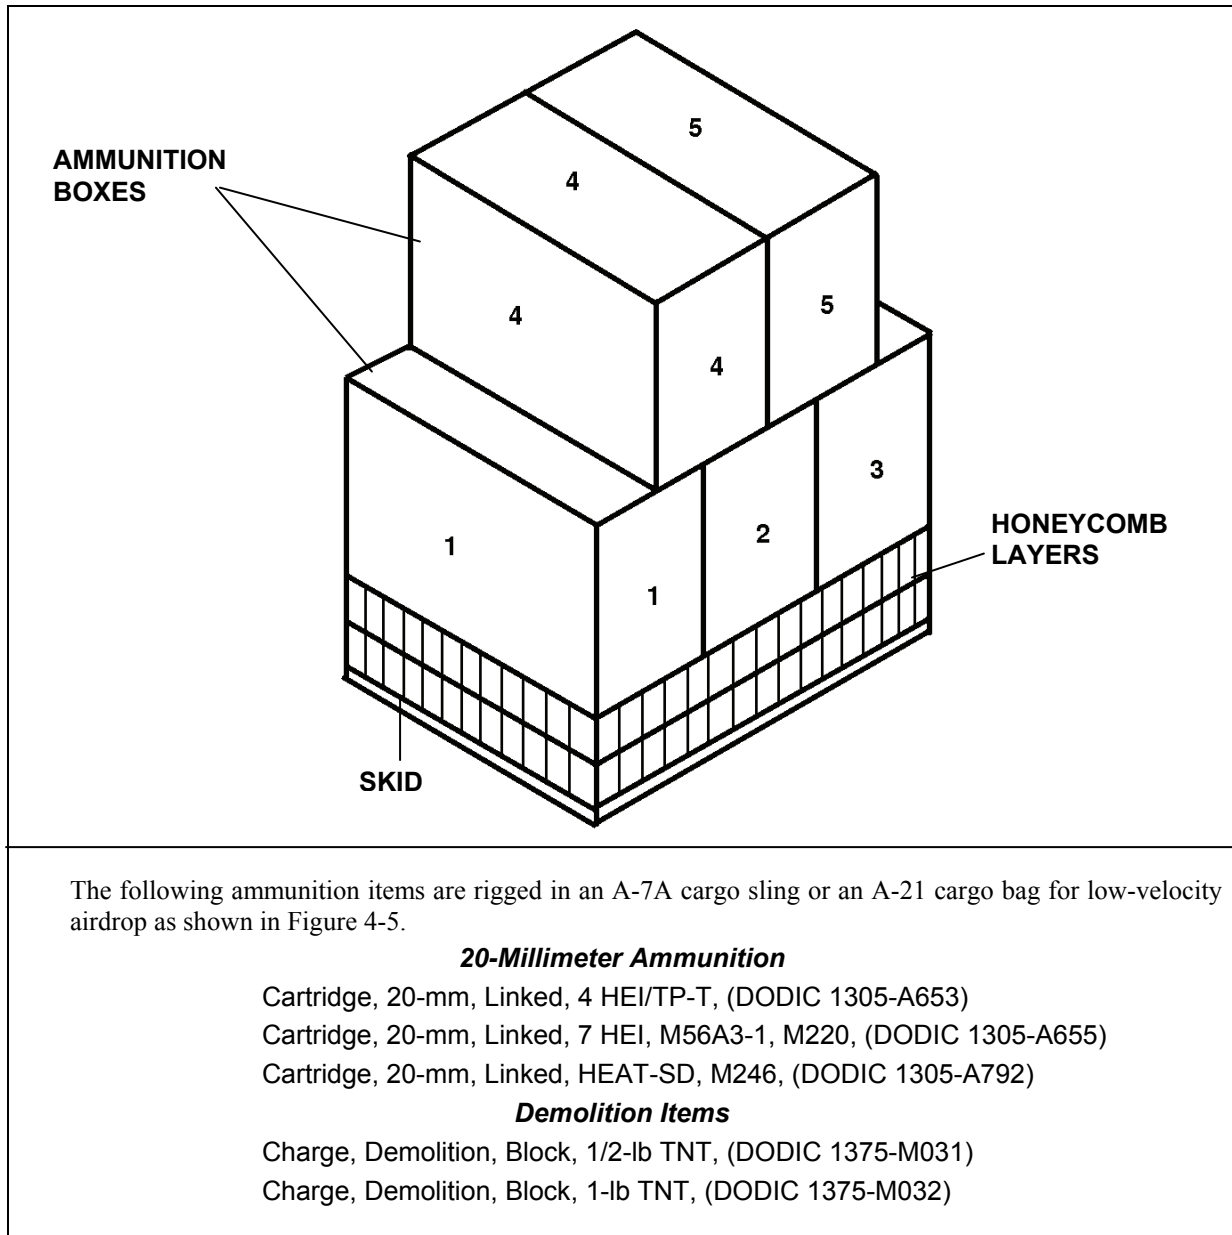 5
4
AMMUNITION
BOXES
4
4
5
1
1
2
3
HONEYCOMB
LAYERS
SKID
The following ammunition items are rigged in an A-7A cargo sling or an A-21 cargo bag for low-velocity
airdrop as shown in Figure 4-5.
20-Millimeter Ammunition
Cartridge, 20-mm, Linked, 4 HEI/TP-T, (DODIC 1305-A653)
Cartridge, 20-mm, Linked, 7 HEI, M56A3-1, M220, (DODIC 1305-A655)
Cartridge, 20-mm, Linked, HEAT-SD, M246, (DODIC 1305-A792)
Demolition Items
Charge, Demolition, Block, 1/2-lb TNT, (DODIC 1375-M031)
Charge, Demolition, Block, 1-lb TNT, (DODIC 1375-M032)